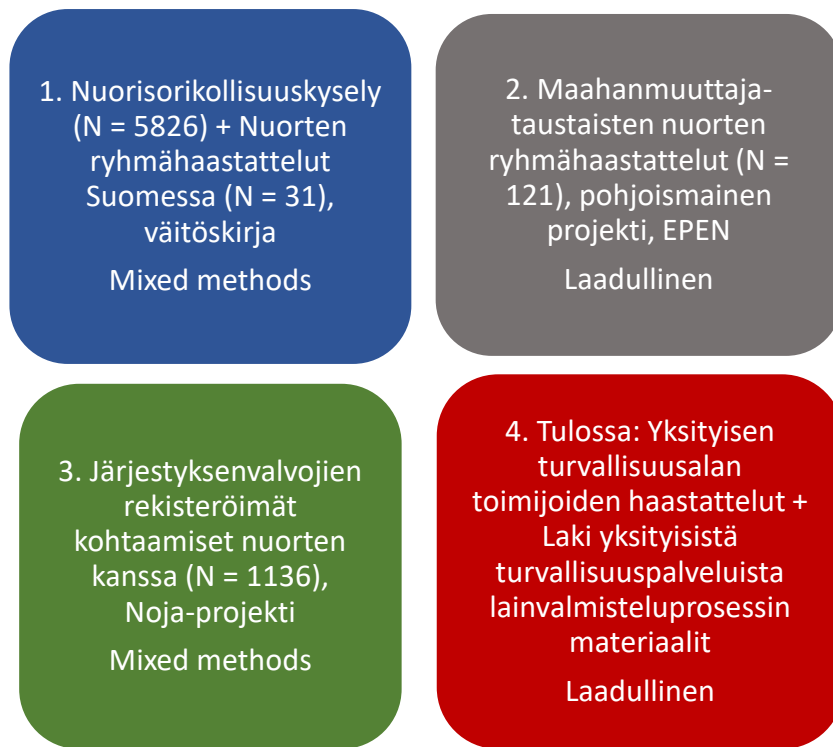 1. Nuorisorikollisuuskysely
(N = 5826) + Nuorten
ryhmähaastattelut
Suomessa (N = 31),
väitöskirja
Mixed methods
2. Maahanmuuttaja-
taustaisten nuorten
ryhmähaastattelut (N =
121), pohjoismainen
projekti, EPEN
Laadullinen
3. Järjestyksenvalvojien
rekisteröimät
kohtaamiset nuorten
kanssa (N = 1136),
Noja-projekti
Mixed methods
4. Tulossa: Yksityisen
turvallisuusalan
toimijoiden haastattelut +
Laki yksityisistä
turvallisuuspalveluista
lainvalmisteluprosessin
materiaalit
Laadullinen